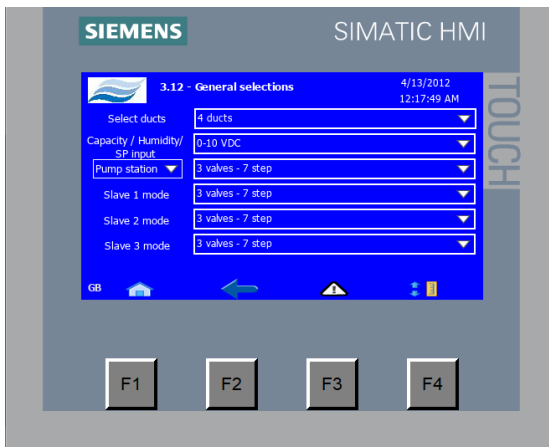 SIEMENS
SIMATIC HMI
TOUCH
3.12 - General selections
4/13/2012
12:17:49 AM
Select ducts
4 ducts
Capacity / Humidity/
SP input
0-10 VDC
Pump station
3 valves - 7 step
Slave 1 mode
3 valves - 7 step
Slave 2 mode
3 valves - 7 step
Slave 3 mode
3 valves - 7 step
GB
F1
F2
F3
F4